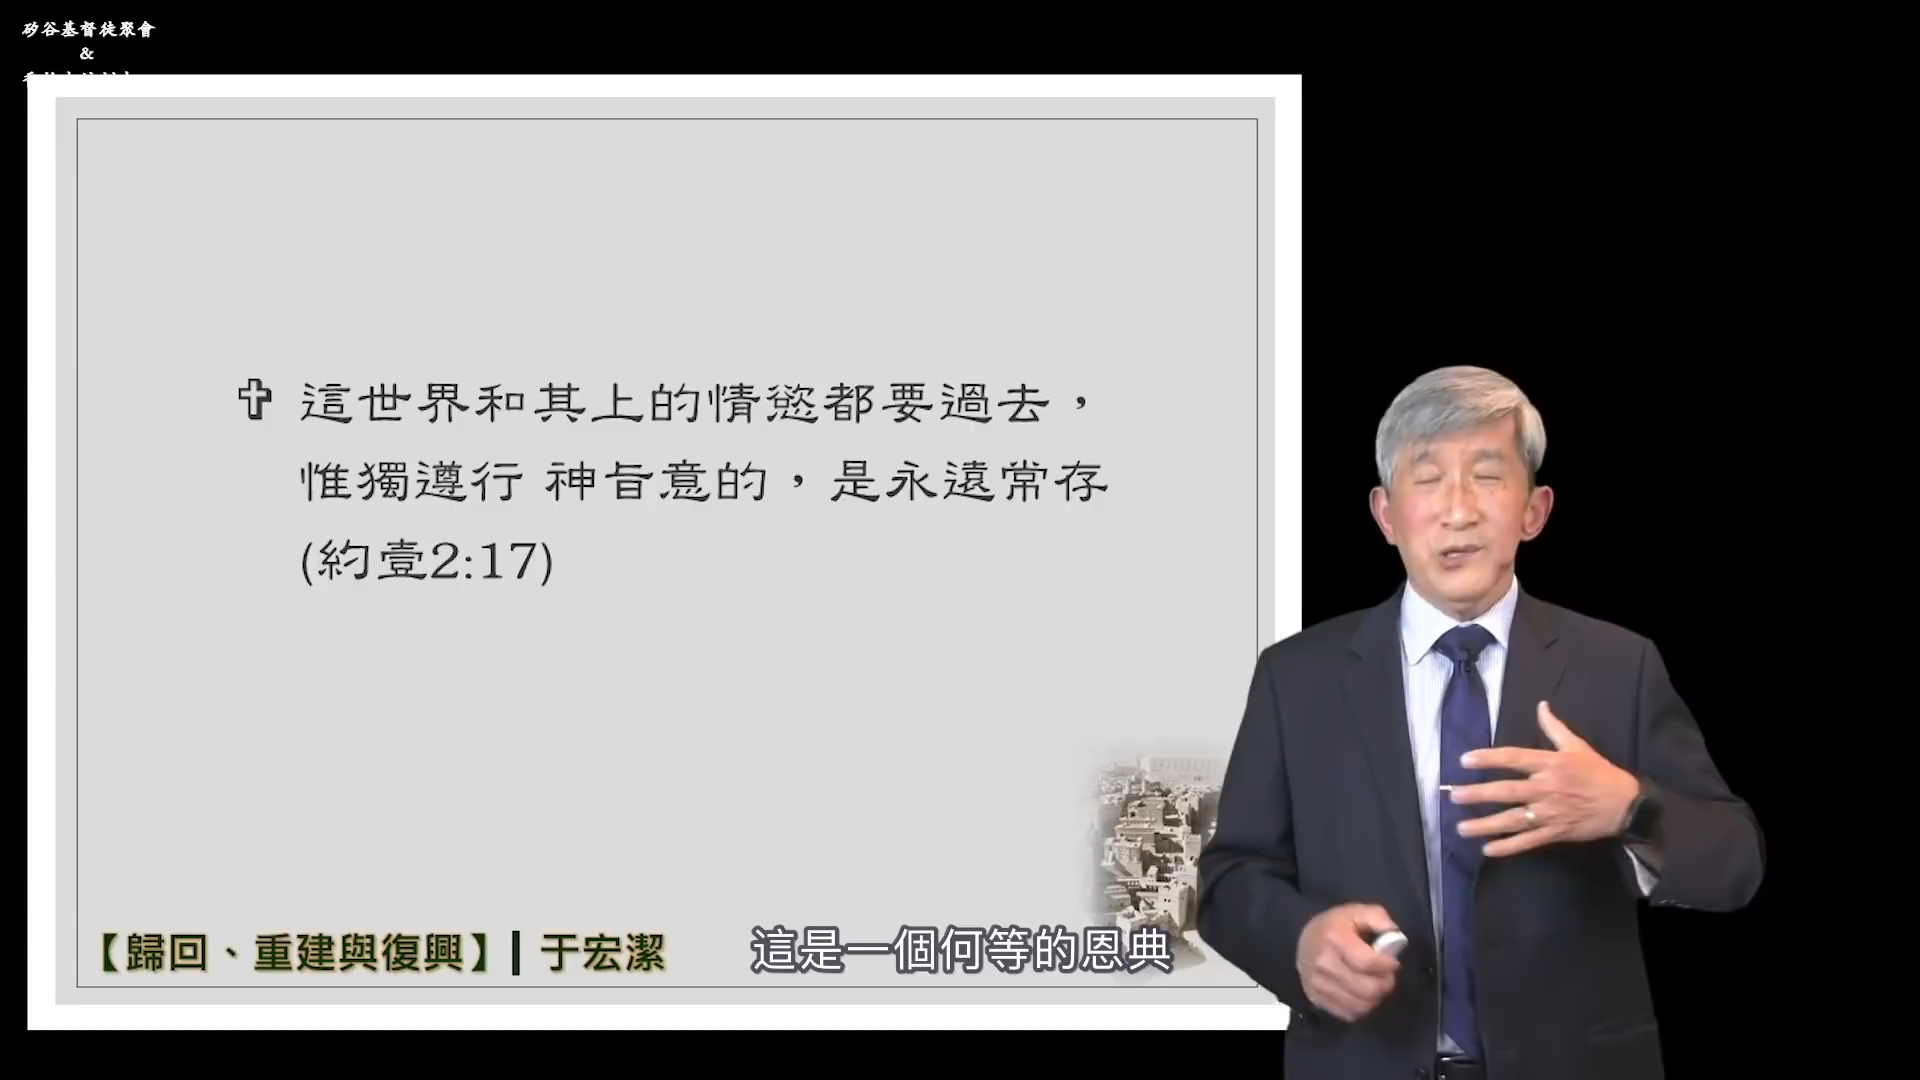 矽谷基督徒聚會
&
✞ 這世界和其上的情慾都要過去，
惟獨遵行 神旨意的，是永遠常存
(約壹2:17)
【歸回、重建與復興】| 于宏潔
這是一個何等的恩典